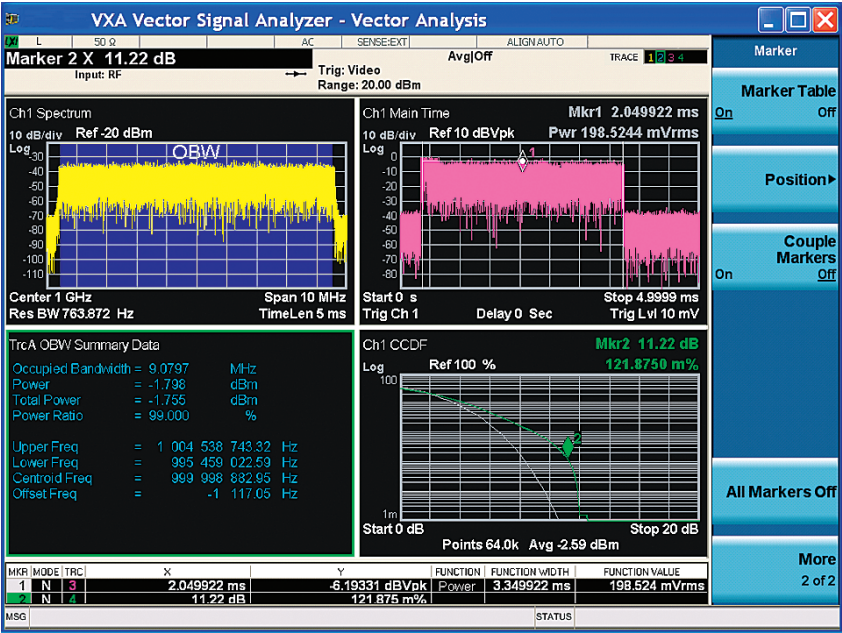 VXA Vector Signal Analyzer - Vector Analysis
L 50 Ω AC SENSE:EXT ALIGN AUTO
Marker 2 X 11.22 dB
Input: RF
Trig: Video
Range: 20.00 dBm
Avg|Off
TRACE 1 2 3 4
Ch1 Spectrum
10 dB/div Ref -20 dBm
Log
OBW
-30
-40
-50
-60
-70
-80
-90
-100
-110
Center 1 GHz Span 10 MHz
Res BW 763.872 Hz TimeLen 5 ms
Ch1 Main Time Mkr1 2.049922 ms
10 dB/div Ref 10 dBVpk Pwr 198.5244 mVrms
Log
1
0
-10
-20
-30
-40
-50
-60
-70
-80
Start 0 s Stop 4.9999 ms
Trig Ch 1 Delay 0 Sec Trig Lvl 10 mV
TrcA OBW Summary Data
Occupied Bandwidth = 9.0797 MHz
Power = -1.798 dBm
Total Power = -1.755 dBm
Power Ratio = 99.000 %
Upper Freq = 1 004 538 743.32 Hz
Lower Freq = 995 459 022.59 Hz
Centroid Freq = 999 998 882.95 Hz
Offset Freq = -1 117.05 Hz
Ch1 CCDF Mkr2 11.22 dB
Log Ref 100 % 121.8750 m%
100
2
1m
Start 0 dB Stop 20 dB
Points 64.0k Avg -2.59 dBm
MKR MODE TRC X Y FUNCTION FUNCTION WIDTH FUNCTION VALUE
1 N 3 2.049922 ms -6.19331 dBVpk Power 3.349922 ms 198.524 mVrms
2 N 4 11.22 dB 121.875 m%
MSG STATUS
Marker
Marker Table
On Off
Position
Couple
Markers
On Off
All Markers Off
More
2 of 2